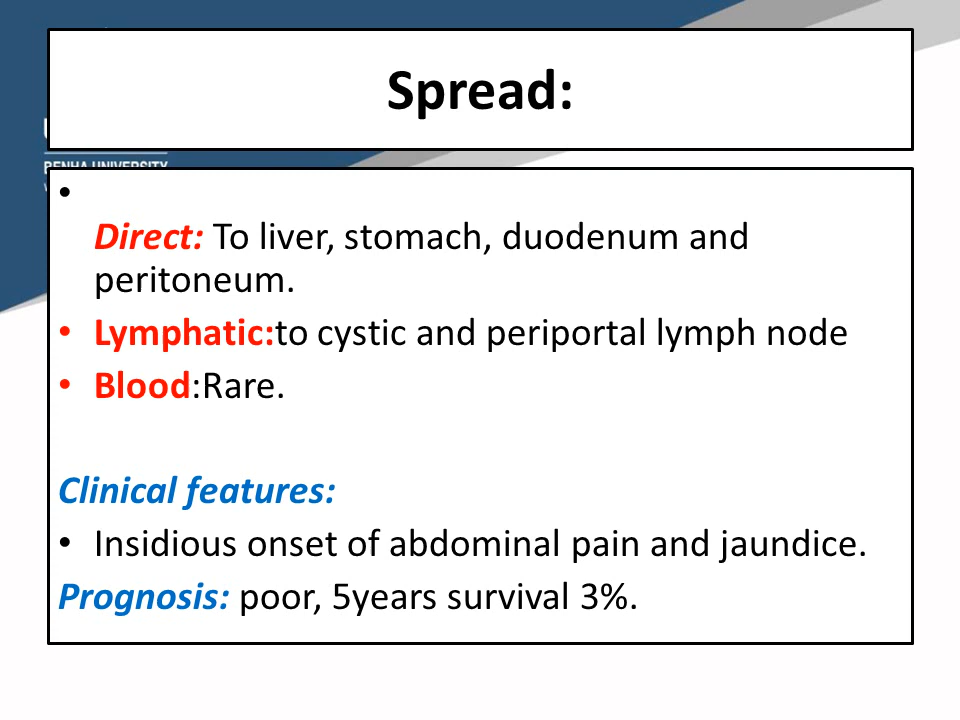 Spread:
BENHA UNIVERSITY
•
Direct: To liver, stomach, duodenum and
peritoneum.
• Lymphatic:to cystic and periportal lymph node
• Blood:Rare.
Clinical features:
• Insidious onset of abdominal pain and jaundice.
Prognosis: poor, 5years survival 3%.